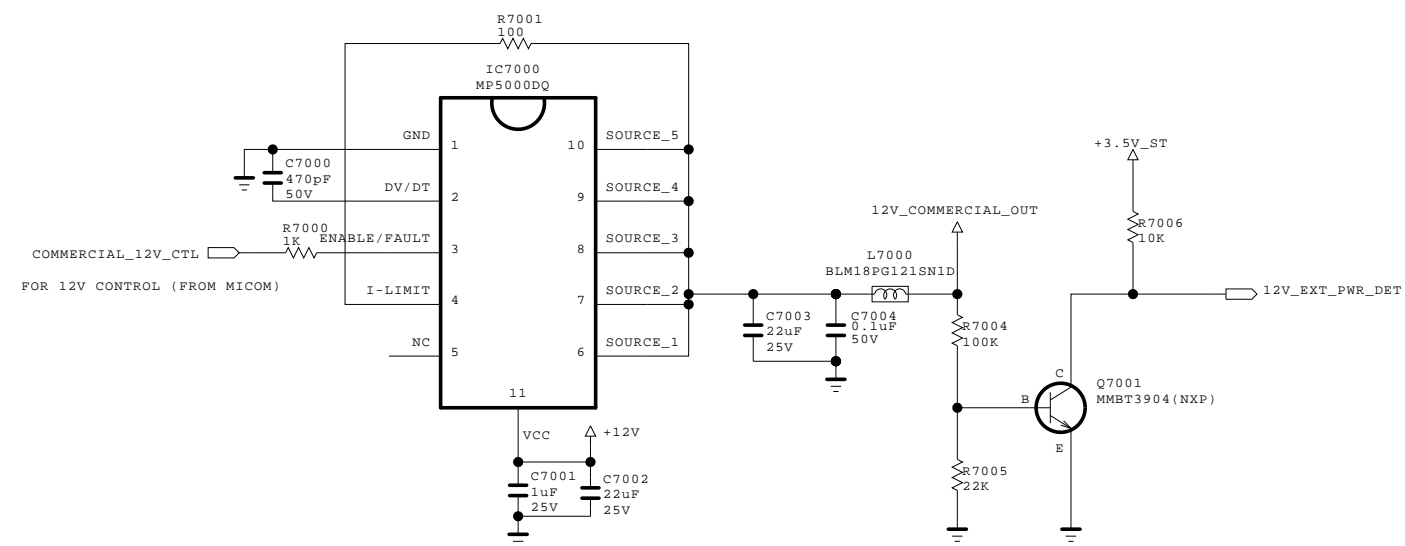 R7001
100
IC7000
MP5000DQ
GND
1
10
SOURCE_5
C7000
470pF
50V
DV/DT
2
9
SOURCE_4
R7000
1K
ENABLE/FAULT
3
8
SOURCE_3
COMMERCIAL_12V_CTL
FOR 12V CONTROL (FROM MICOM)
I-LIMIT
4
7
SOURCE_2
NC
5
6
SOURCE_1
11
VCC
+12V
C7001
1uF
25V
C7002
22uF
25V
C7003
22uF
25V
C7004
0.1uF
50V
L7000
BLM18PG121SN1D
12V_COMMERCIAL_OUT
R7004
100K
R7005
22K
+3.5V_ST
R7006
10K
12V_EXT_PWR_DET
C
B
E
Q7001
MMBT3904(NXP)